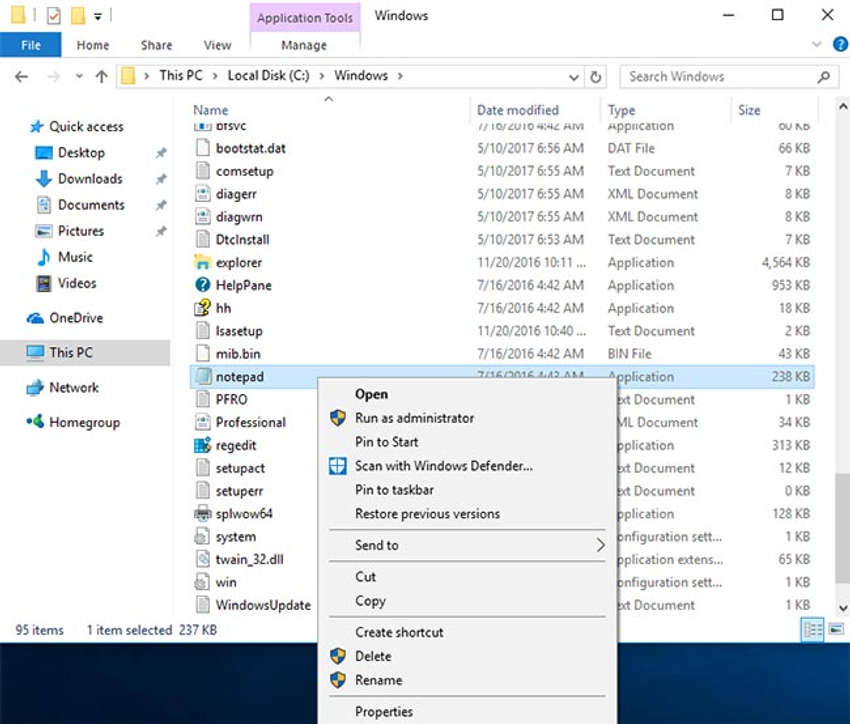 Application Tools Windows
File Home Share View Manage
This PC Local Disk (C:) Windows Search Windows
Name Date modified Type Size
Quick access
Desktop
Downloads
Documents
Pictures
Music
Videos
OneDrive
This PC
Network
Homegroup
bfsvc 7/16/2016 4:42 AM Application 60 KB
bootstat.dat 5/10/2017 6:56 AM DAT File 66 KB
comsetup 5/10/2017 6:55 AM Text Document 7 KB
diagerr 5/10/2017 6:55 AM XML Document 8 KB
diagwrn 5/10/2017 6:55 AM XML Document 8 KB
DtcInstall 5/10/2017 6:53 AM Text Document 7 KB
explorer 11/20/2016 10:11 ... Application 4,564 KB
HelpPane 7/16/2016 4:42 AM Application 953 KB
hh 7/16/2016 4:42 AM Application 18 KB
lsasetup 11/20/2016 10:40 ... Text Document 2 KB
mib.bin 7/16/2016 4:42 AM BIN File 43 KB
notepad 7/16/2016 4:43 AM Application 238 KB
PFRO ext Document 1 KB
Professional ML Document 34 KB
regedit pplication 313 KB
setupact ext Document 12 KB
setuperr ext Document 0 KB
splwow64 pplication 128 KB
system onfiguration sett... 1 KB
twain_32.dll pplication extens... 65 KB
win onfiguration sett... 1 KB
WindowsUpdate ext Document 1 KB
Open
Run as administrator
Pin to Start
Scan with Windows Defender...
Pin to taskbar
Restore previous versions
Send to
Cut
Copy
Create shortcut
Delete
Rename
Properties
95 items 1 item selected 237 KB